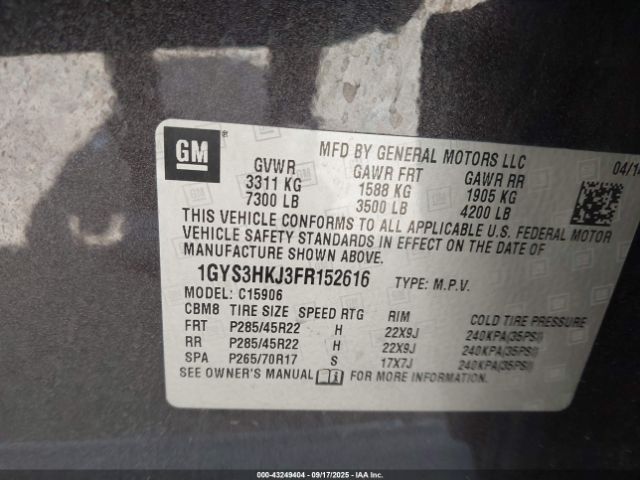 GM ®
MFD BY GENERAL MOTORS LLC
04/14
GVWR GAWR FRT GAWR RR
3311 KG 1588 KG 1905 KG
7300 LB 3500 LB 4200 LB
THIS VEHICLE CONFORMS TO ALL APPLICABLE U.S. FEDERAL MOTOR
VEHICLE SAFETY STANDARDS IN EFFECT ON THE DATE OF
MANUFACTURE SHOWN ABOVE.
1GYS3HKJ3FR152616 TYPE: M.P.V.
MODEL: C15906
CBM8 TIRE SIZE SPEED RTG RIM COLD TIRE PRESSURE
FRT P285/45R22 H 22X9J 240KPA(35PSI)
RR P285/45R22 H 22X9J 240KPA(35PSI)
SPA P265/70R17 S 17X7J 240KPA(35PSI)
SEE OWNER'S MANUAL FOR MORE INFORMATION.
000-43249404 - 09/17/2025 - IAAI.COM